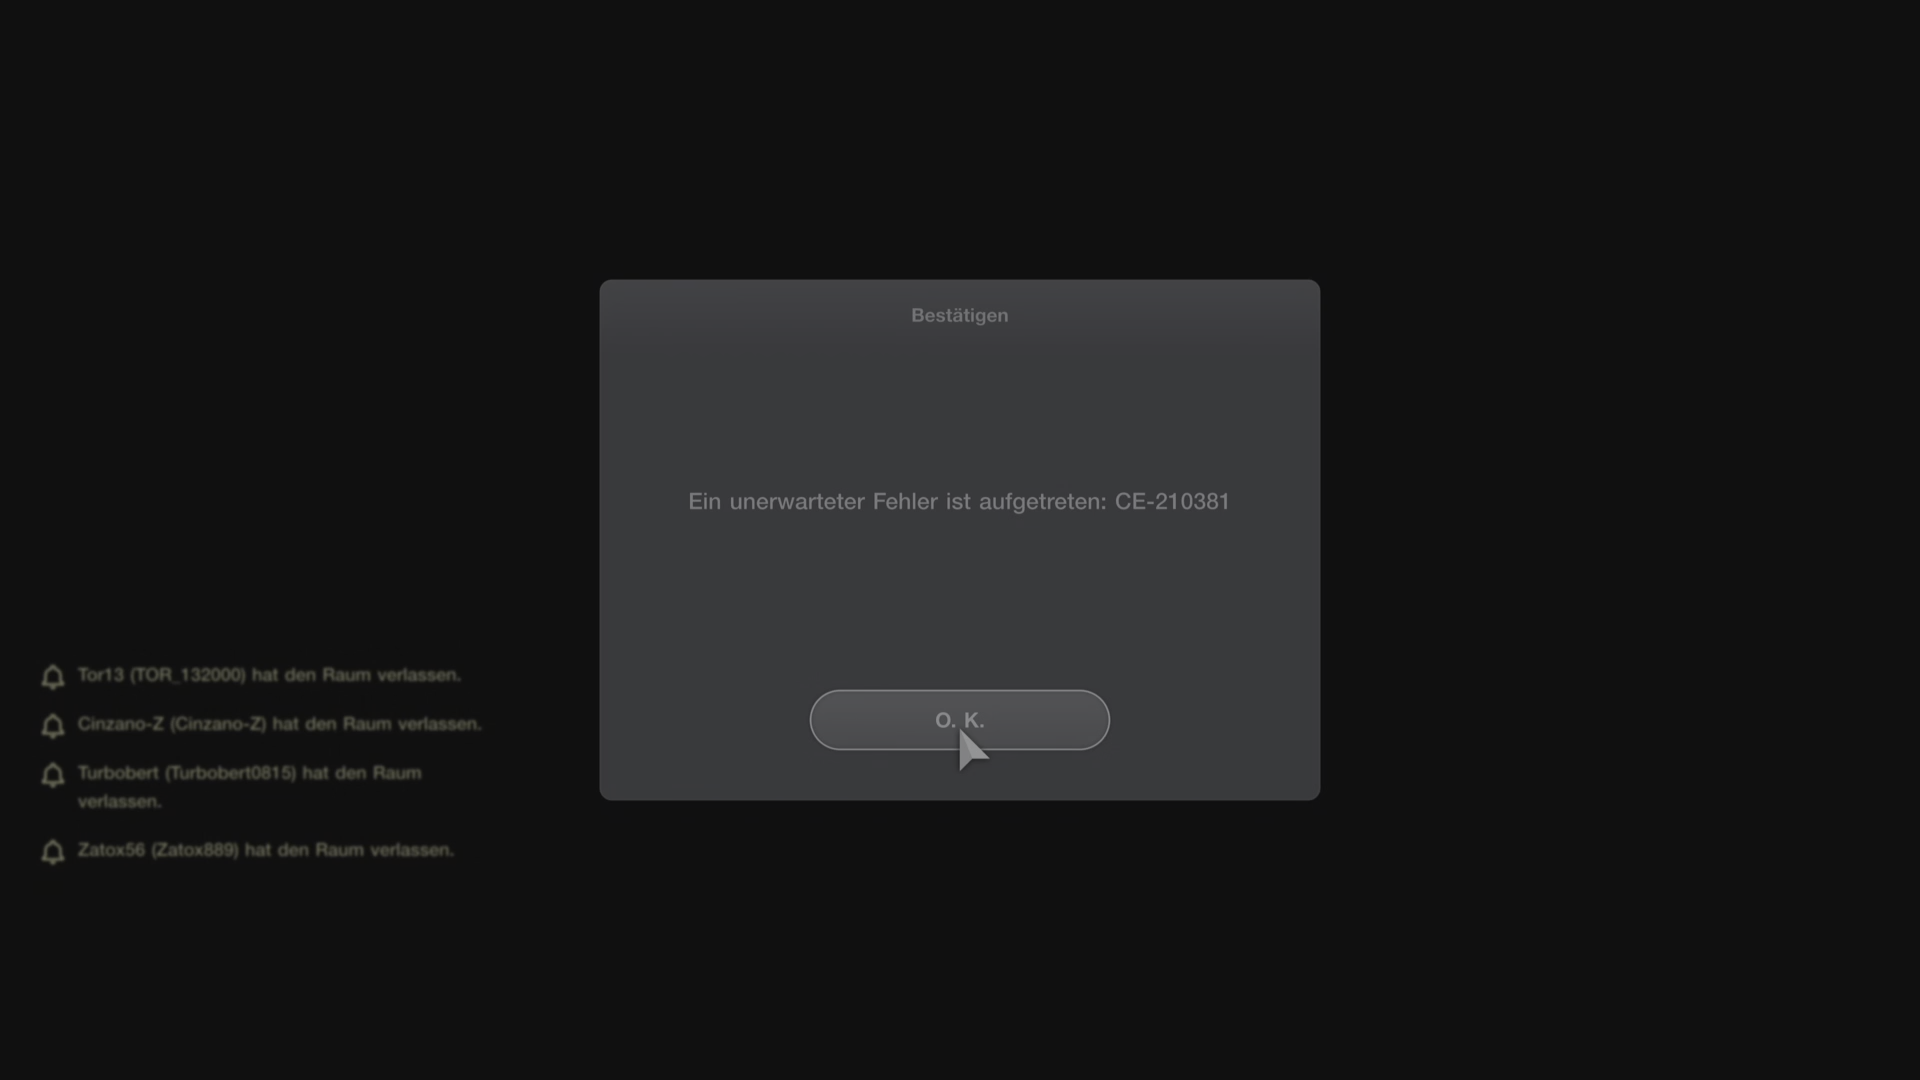 Bestätigen
Ein unerwarteter Fehler ist aufgetreten: CE-210381
O. K.
Tor13 (TOR_132000) hat den Raum verlassen.
Cinzano-Z (Cinzano-Z) hat den Raum verlassen.
Turbobert (Turbobert0815) hat den Raum
verlassen.
Zatox56 (Zatox889) hat den Raum verlassen.